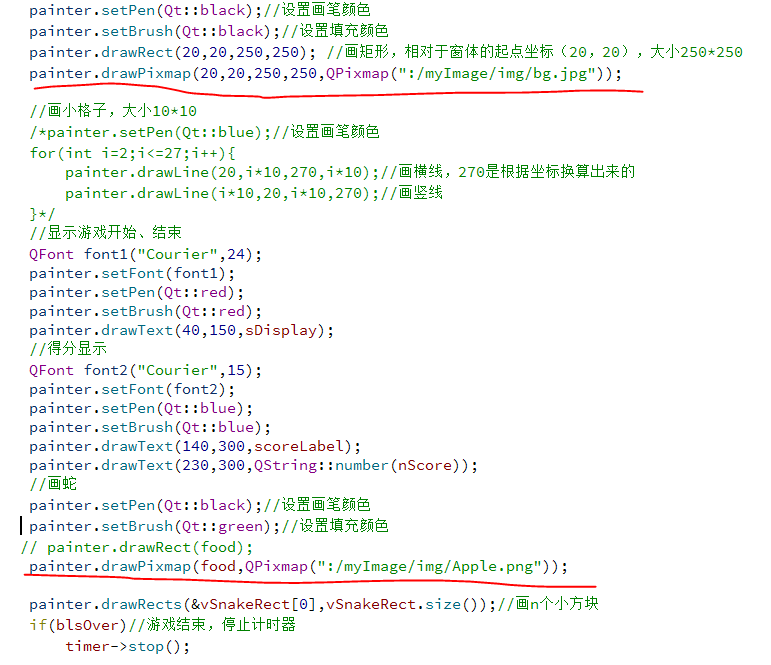 painter.setPen(Qt::black);//设置画笔颜色
painter.setBrush(Qt::black);//设置填充颜色
painter.drawRect(20,20,250,250); //画矩形，相对于窗体的起点坐标（20，20），大小250*250
painter.drawPixmap(20,20,250,250,QPixmap(":/myImage/img/bg.jpg"));
//画小格子，大小10*10
/*painter.setPen(Qt::blue);//设置画笔颜色
for(int i=2;i<=27;i++){
painter.drawLine(20,i*10,270,i*10);//画横线，270是根据坐标换算出来的
painter.drawLine(i*10,20,i*10,270);//画竖线
}*/
//显示游戏开始、结束
QFont font1("Courier",24);
painter.setFont(font1);
painter.setPen(Qt::red);
painter.setBrush(Qt::red);
painter.drawText(40,150,sDisplay);
//得分显示
QFont font2("Courier",15);
painter.setFont(font2);
painter.setPen(Qt::blue);
painter.setBrush(Qt::blue);
painter.drawText(140,300,scoreLabel);
painter.drawText(230,300,QString::number(nScore));
//画蛇
painter.setPen(Qt::black);//设置画笔颜色
painter.setBrush(Qt::green);//设置填充颜色
// painter.drawRect(food);
painter.drawPixmap(food,QPixmap(":/myImage/img/Apple.png"));
painter.drawRects(&vSnakeRect[0],vSnakeRect.size());//画n个小方块
if(blsOver)//游戏结束，停止计时器
timer->stop();